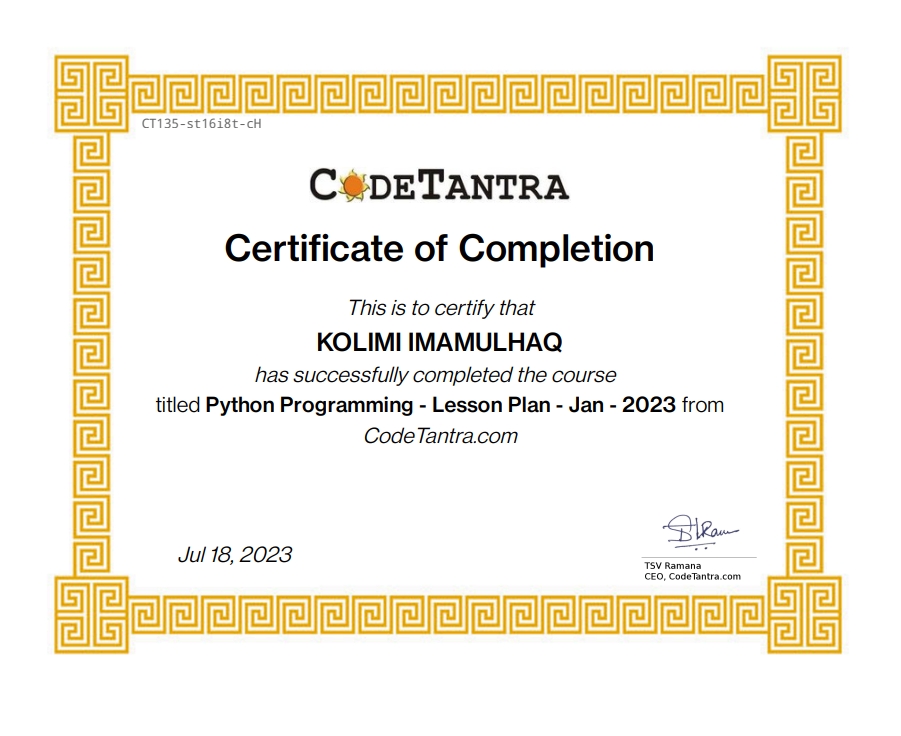 CT135-st16i8t-cH
CODETANTRA
Certificate of Completion
This is to certify that
KOLIMI IMAMULHAQ
has successfully completed the course
titled Python Programming - Lesson Plan - Jan - 2023 from
CodeTantra.com
Jul 18, 2023
TSV Ramana
CEO, CodeTantra.com